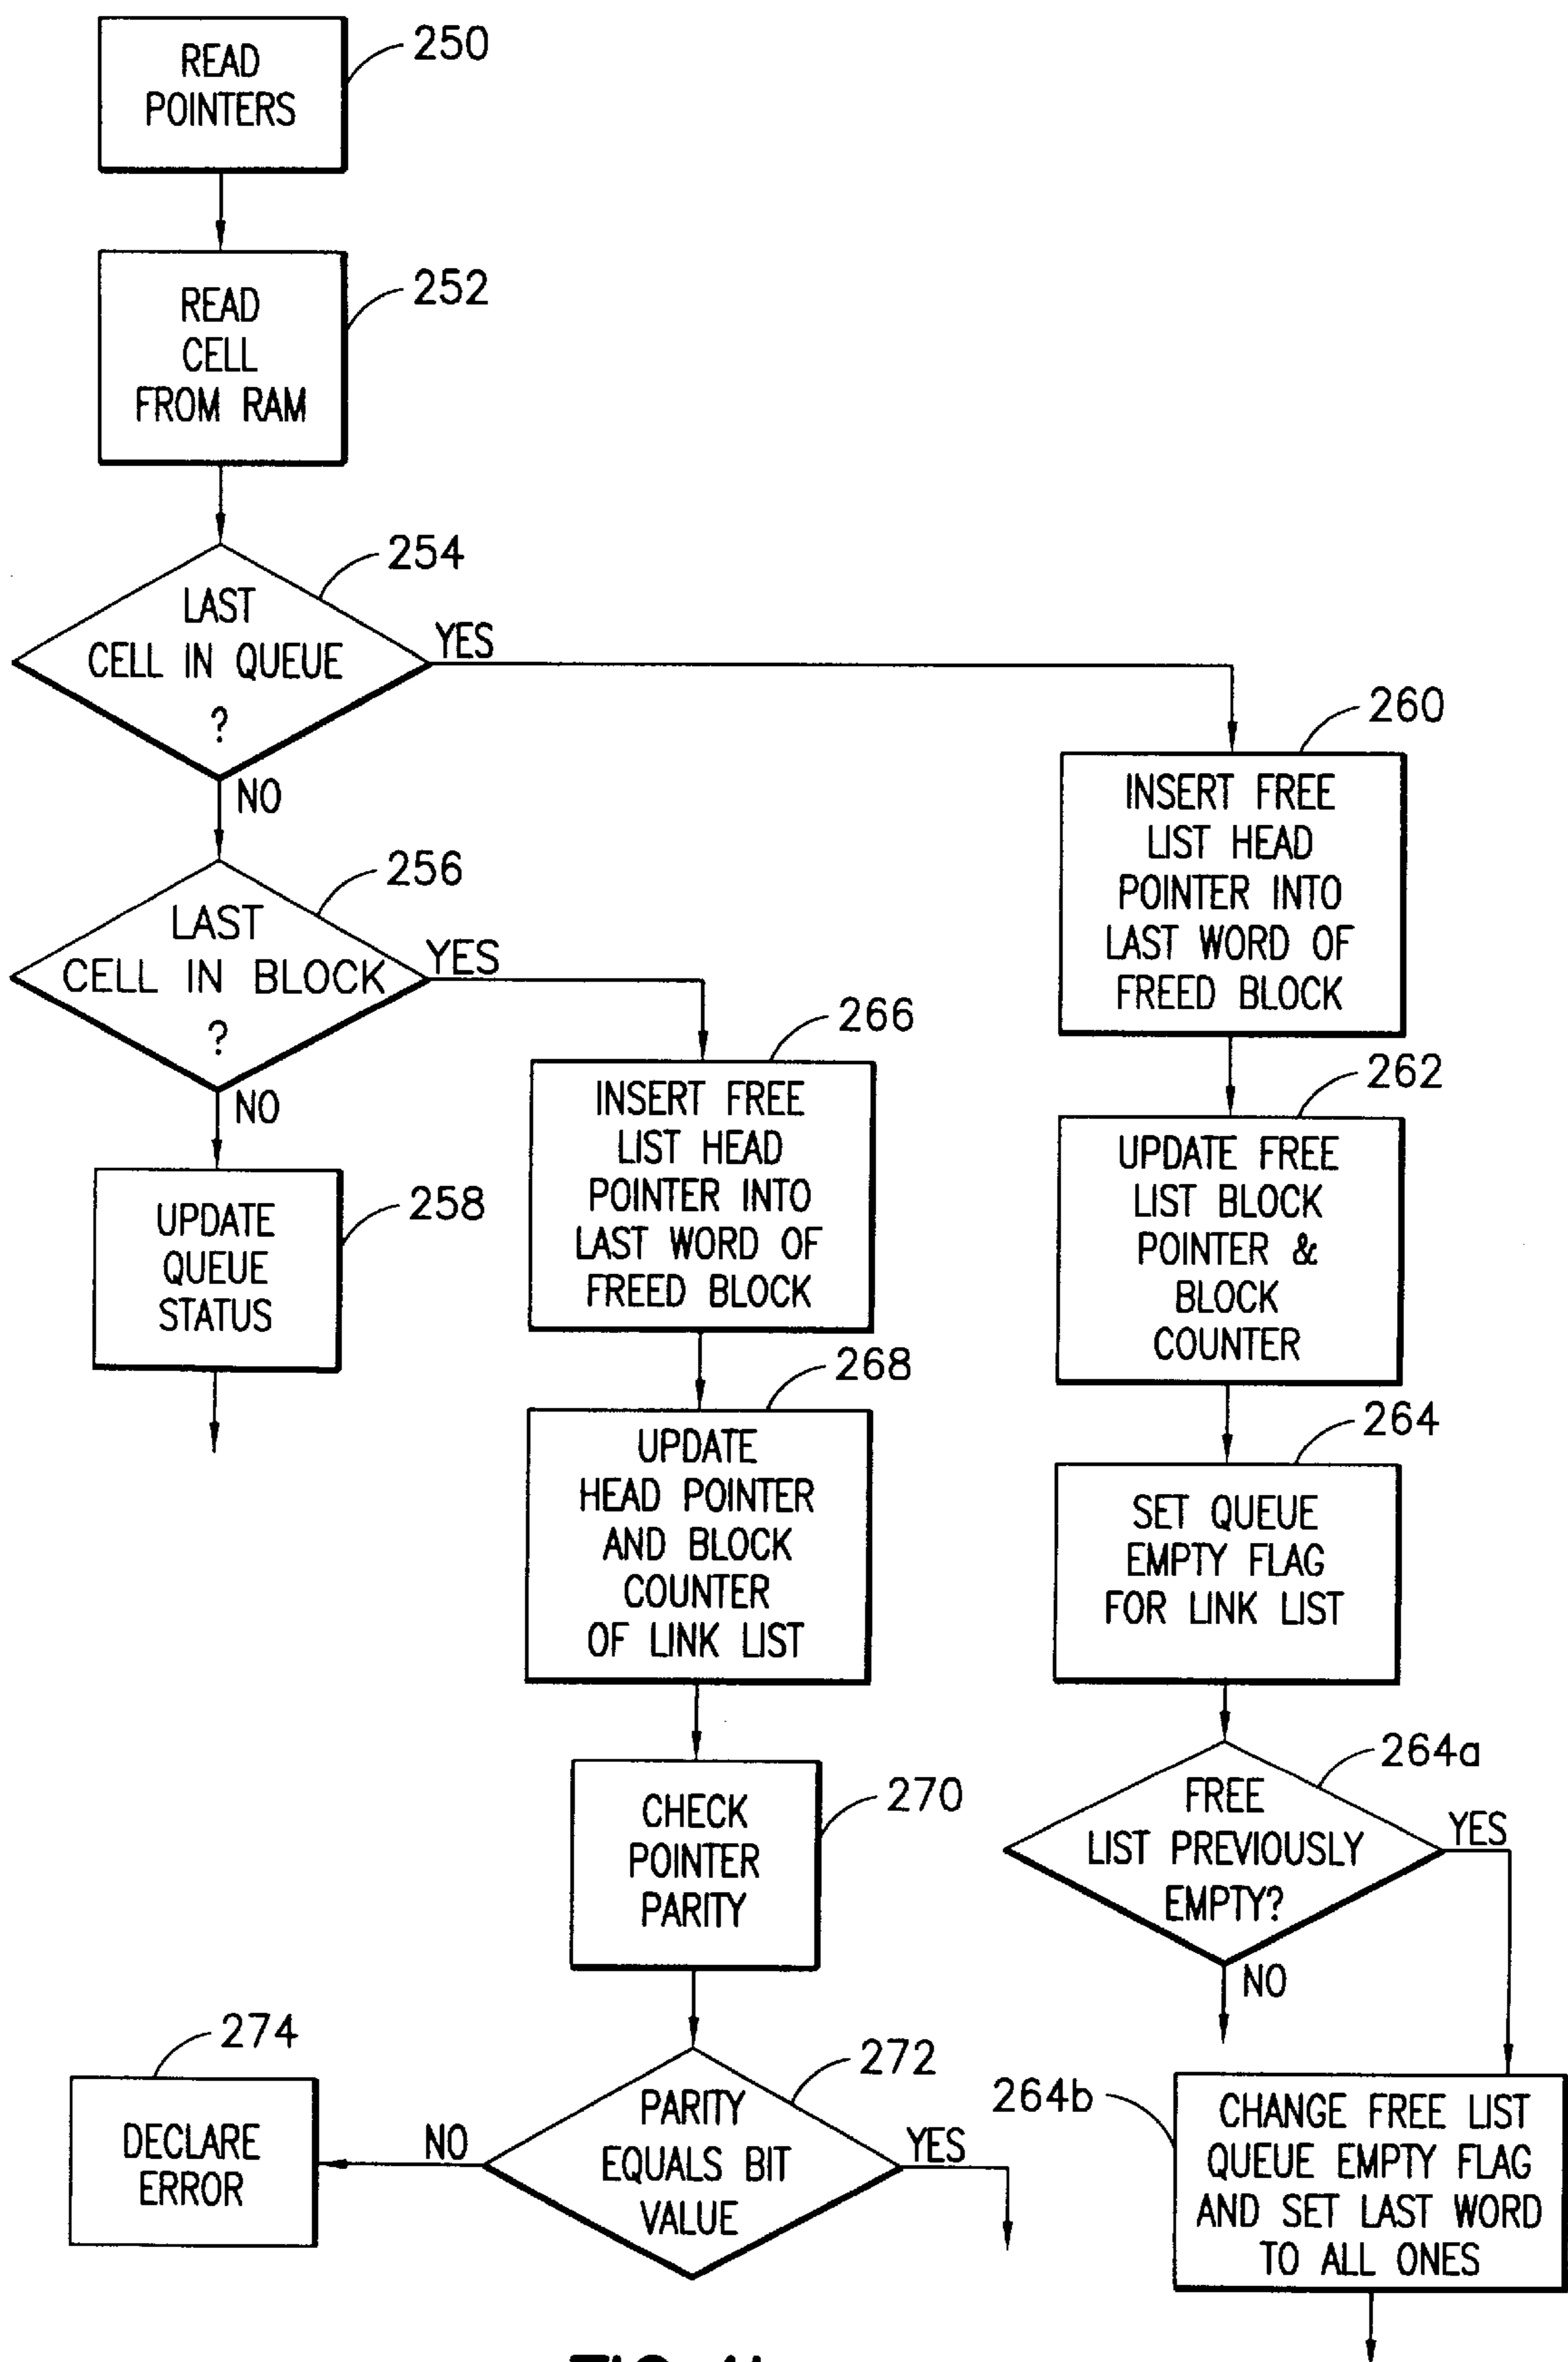 READ
POINTERS
250
READ
CELL
FROM RAM
252
LAST
CELL IN QUEUE
?
254
YES
NO
LAST
CELL IN BLOCK
?
256
YES
NO
UPDATE
QUEUE
STATUS
258
INSERT FREE
LIST HEAD
POINTER INTO
LAST WORD OF
FREED BLOCK
266
UPDATE
HEAD POINTER
AND BLOCK
COUNTER
OF LINK LIST
268
CHECK
POINTER
PARITY
270
PARITY
EQUALS BIT
VALUE
272
YES
NO
DECLARE
ERROR
274
INSERT FREE
LIST HEAD
POINTER INTO
LAST WORD OF
FREED BLOCK
260
UPDATE FREE
LIST BLOCK
POINTER &
BLOCK
COUNTER
262
SET QUEUE
EMPTY FLAG
FOR LINK LIST
264
FREE
LIST PREVIOUSLY
EMPTY?
264a
YES
NO
CHANGE FREE LIST
QUEUE EMPTY FLAG
AND SET LAST WORD
TO ALL ONES
264b